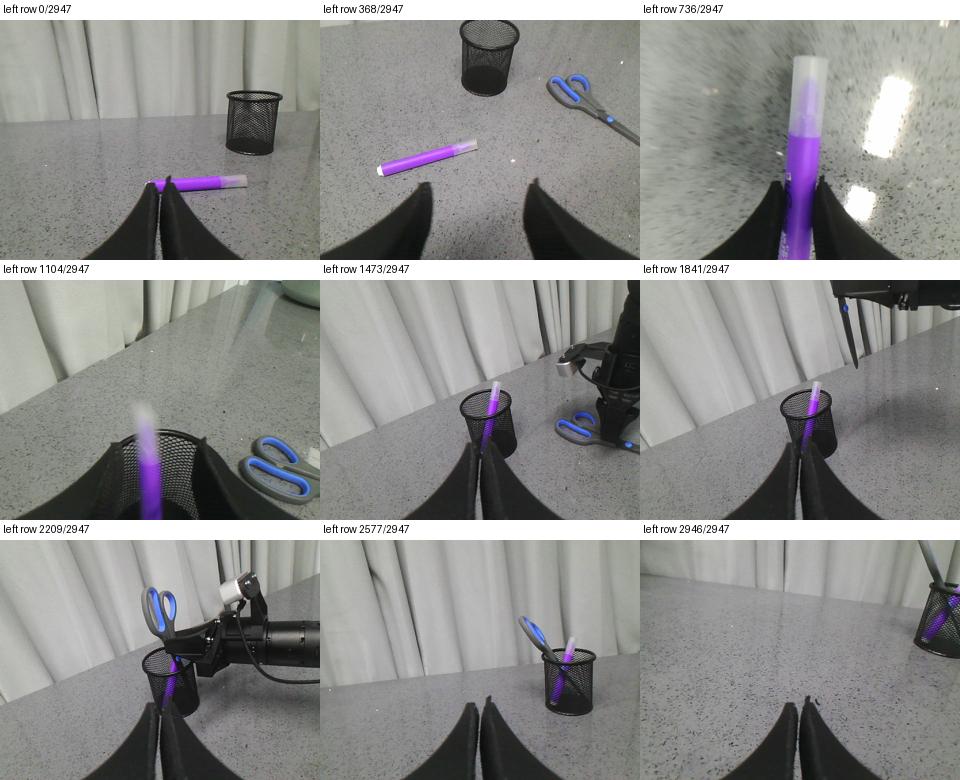 left row 0/2947
left row 368/2947
left row 736/2947
left row 1104/2947
left row 1473/2947
left row 1841/2947
left row 2209/2947
left row 2577/2947
left row 2946/2947